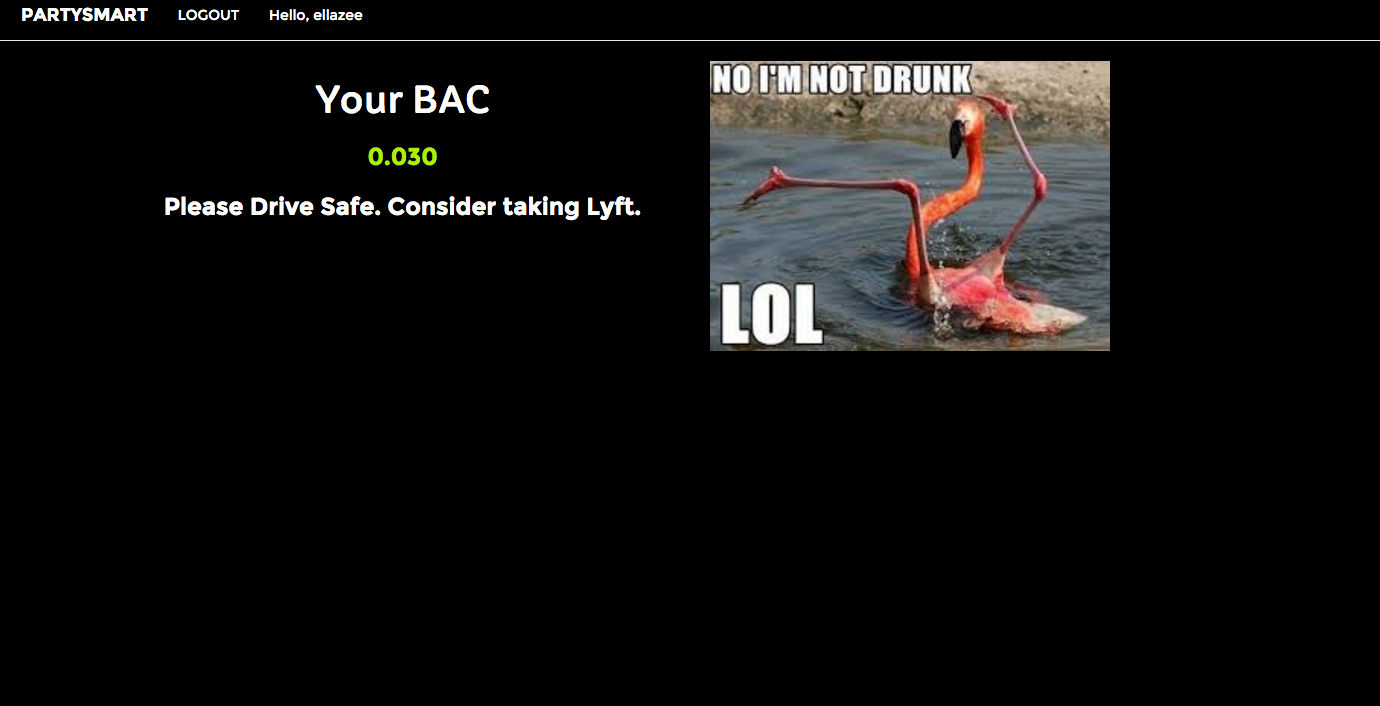 PARTYSMART LOGOUT Hello, ellazee
Your BAC
0.030
Please Drive Safe. Consider taking Lyft.
NO I'M NOT DRUNK
LOL